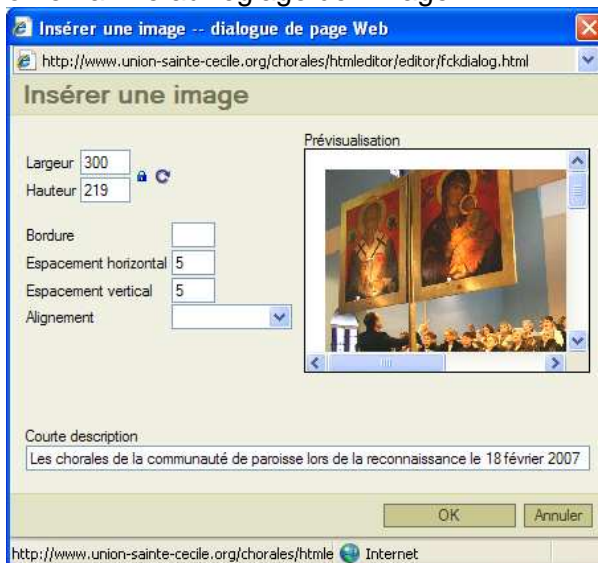 Insérer une image -- dialogue de page Web
http://www.union-sainte-cecile.org/chorales/htmleditor/editor/fckdialog.html
Insérer une image
Prévisualisation
Largeur 300
Hauteur 219
Bordure
Espacement horizontal 5
Espacement vertical 5
Alignement
Courte description
Les chorales de la communauté de paroisse lors de la reconnaissance le 18 février 2007
OK Annuler
http://www.union-sainte-cecile.org/chorales/htmle Internet